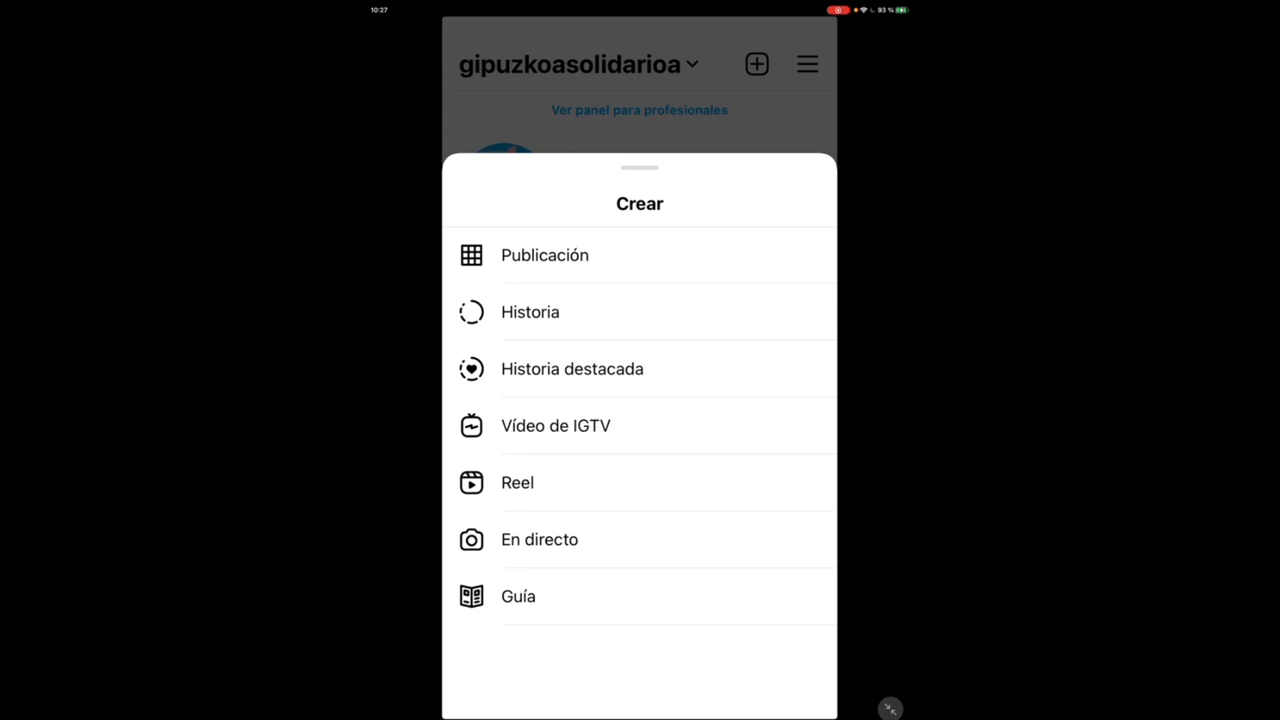 10:27
93 %
gipuzkoasolidarioa
Ver panel para profesionales
Crear
Publicación
Historia
Historia destacada
Vídeo de IGTV
Reel
En directo
Guía